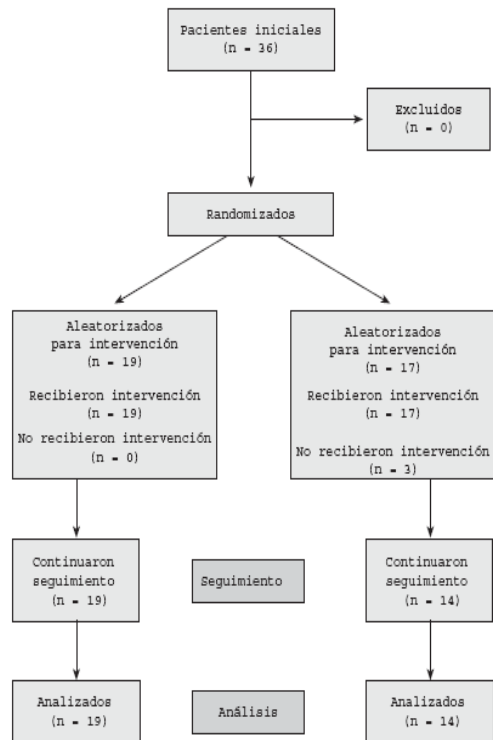 Pacientes iniciales
(n = 36)
Excluidos
(n = 0)
Randomizados
Aleatorizados
para intervención
(n = 19)
Recibieron intervención
(n = 19)
No recibieron intervención
(n = 0)
Aleatorizados
para intervención
(n = 17)
Recibieron intervención
(n = 17)
No recibieron intervención
(n = 3)
Continuaron
seguimiento
(n = 19)
Seguimiento
Continuaron
seguimiento
(n = 14)
Analizados
(n = 19)
Análisis
Analizados
(n = 14)